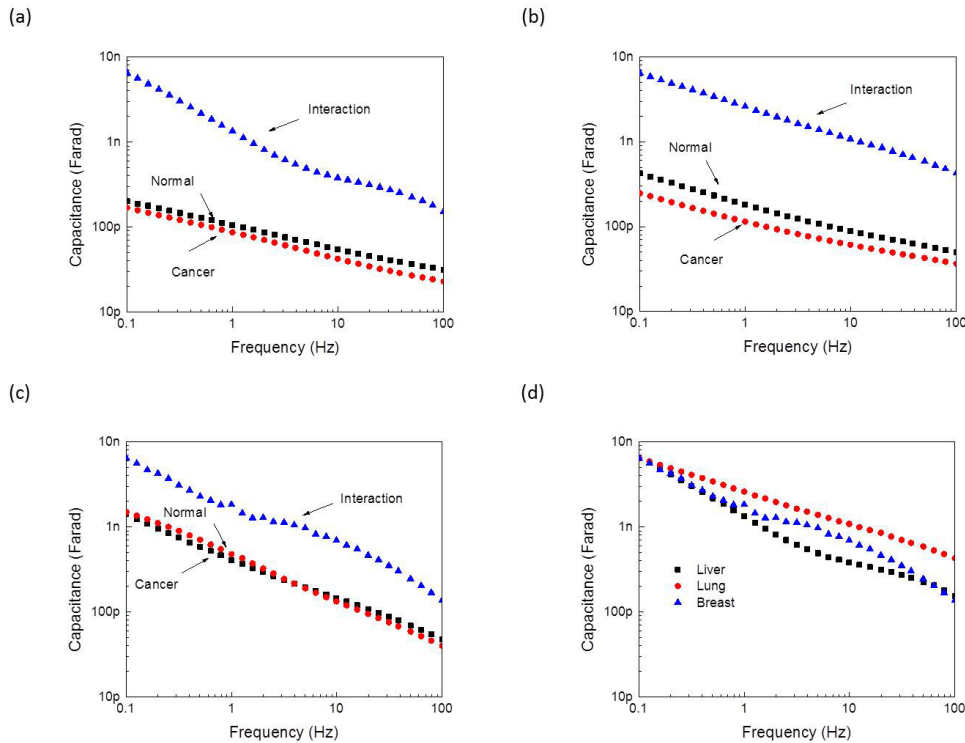 (a)
10n
1n
100p
10p
Capacitance (Farad)
Interaction
Normal
Cancer
0.1
1
10
100
Frequency (Hz)
(b)
10n
1n
100p
10p
Capacitance (Farad)
Interaction
Normal
Cancer
0.1
1
10
100
Frequency (Hz)
(c)
10n
1n
100p
10p
Capacitance (Farad)
Interaction
Normal
Cancer
0.1
1
10
100
Frequency (Hz)
(d)
10n
1n
100p
10p
Capacitance (Farad)
Liver
Lung
Breast
0.1
1
10
100
Frequency (Hz)